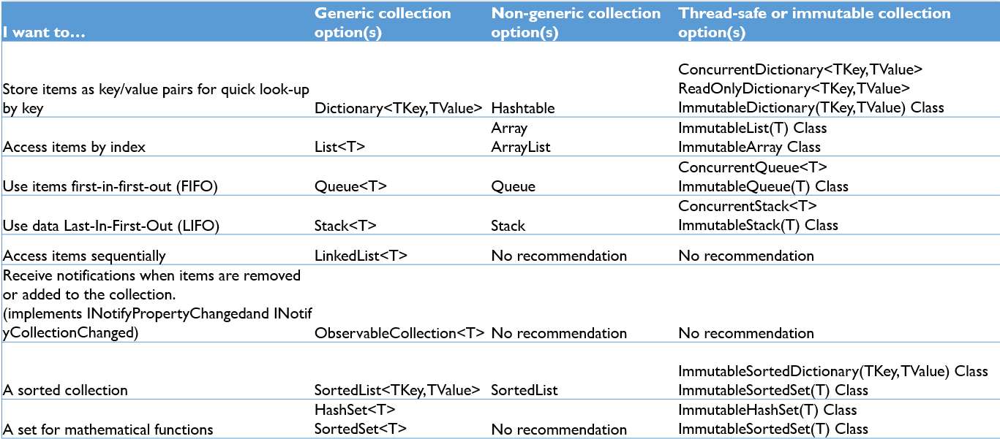 I want to…
Generic collection
option(s)
Non-generic collection
option(s)
Thread-safe or immutable collection
option(s)
Store items as key/value pairs for quick look-up
by key
Dictionary<TKey,TValue>
Hashtable
ConcurrentDictionary<TKey,TValue>
ReadOnlyDictionary<TKey,TValue>
ImmutableDictionary(TKey,TValue) Class
Access items by index
List<T>
Array
ArrayList
ImmutableList(T) Class
ImmutableArray Class
Use items first-in-first-out (FIFO)
Queue<T>
Queue
ConcurrentQueue<T>
ImmutableQueue(T) Class
Use data Last-In-First-Out (LIFO)
Stack<T>
Stack
ConcurrentStack<T>
ImmutableStack(T) Class
Access items sequentially
LinkedList<T>
No recommendation
No recommendation
Receive notifications when items are removed
or added to the collection.
(implements INotifyPropertyChangedand INotif
yCollectionChanged)
ObservableCollection<T>
No recommendation
No recommendation
A sorted collection
SortedList<TKey,TValue>
SortedList
ImmutableSortedDictionary(TKey,TValue) Class
ImmutableSortedSet(T) Class
A set for mathematical functions
HashSet<T>
SortedSet<T>
No recommendation
ImmutableHashSet(T) Class
ImmutableSortedSet(T) Class